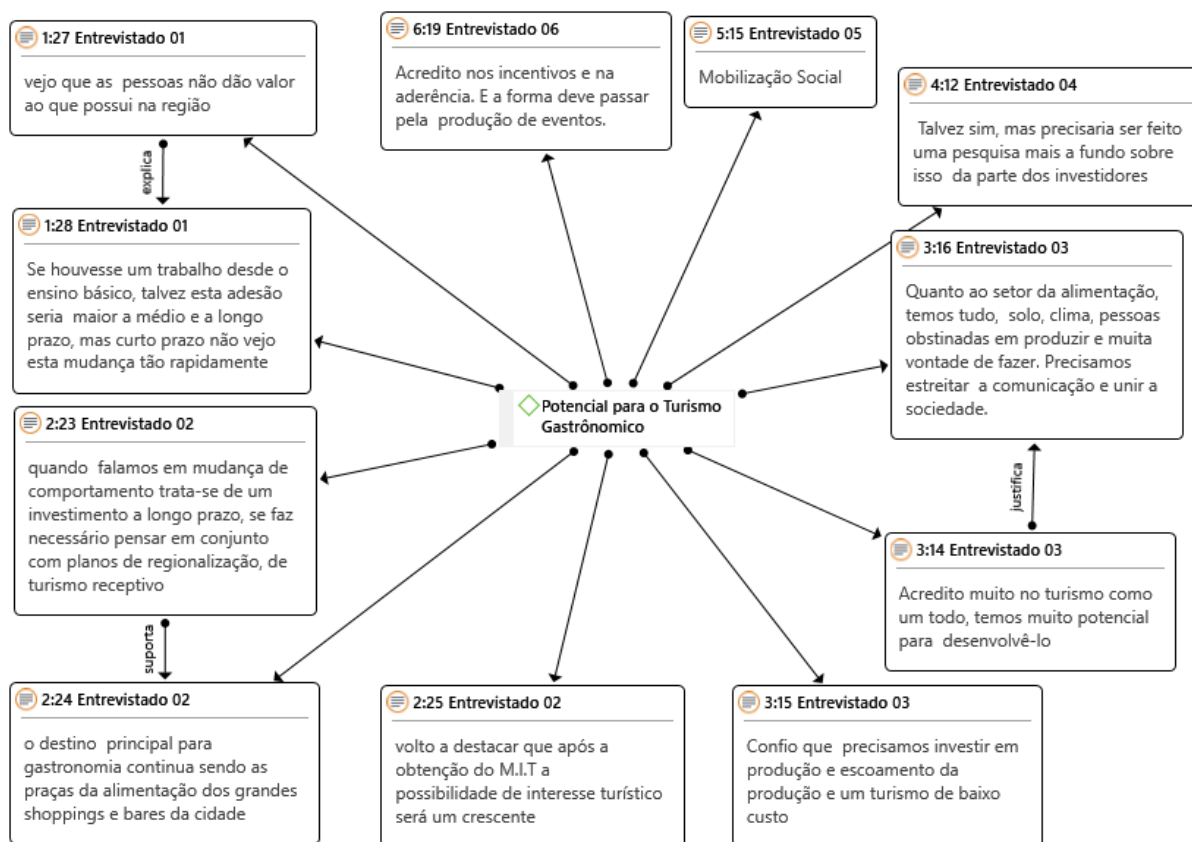 1:27 Entrevistado 01
vejo que as pessoas não dão valor
ao que possui na região
explica
1:28 Entrevistado 01
Se houvesse um trabalho desde o
ensino básico, talvez esta adesão
seria maior a médio e a longo
prazo, mas curto prazo não vejo
esta mudança tão rapidamente
2:23 Entrevistado 02
quando falamos em mudança de
comportamento trata-se de um
investimento a longo prazo, se faz
necessário pensar em conjunto
com planos de regionalização, de
turismo receptivo
suporta
2:24 Entrevistado 02
o destino principal para
gastronomia continua sendo as
praças da alimentação dos grandes
shoppings e bares da cidade
6:19 Entrevistado 06
Acredito nos incentivos e na
aderência. E a forma deve passar
pela produção de eventos.
5:15 Entrevistado 05
Mobilização Social
4:12 Entrevistado 04
Talvez sim, mas precisaria ser feito
uma pesquisa mais a fundo sobre
isso da parte dos investidores
3:16 Entrevistado 03
Quanto ao setor da alimentação,
temos tudo, solo, clima, pessoas
obstinadas em produzir e muita
vontade de fazer. Precisamos
estreitar a comunicação e unir a
sociedade.
Potencial para o Turismo
Gastrônomico
justifica
3:14 Entrevistado 03
Acredito muito no turismo como
um todo, temos muito potencial
para desenvolvê-lo
2:25 Entrevistado 02
volto a destacar que após a
obtenção do M.I.T a
possibilidade de interesse turístico
será um crescente
3:15 Entrevistado 03
Confio que precisamos investir em
produção e escoamento da
produção e um turismo de baixo
custo